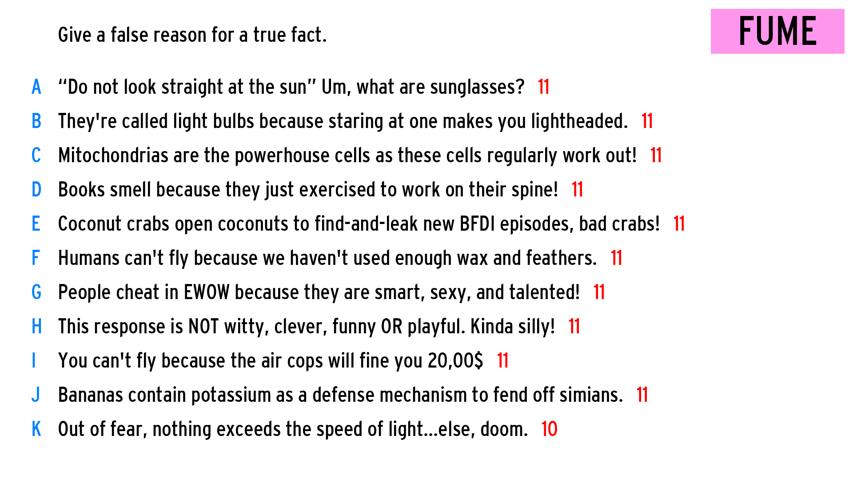 Give a false reason for a true fact.
FUME
A “Do not look straight at the sun” Um, what are sunglasses? 11
B They're called light bulbs because staring at one makes you lightheaded. 11
C Mitochondrias are the powerhouse cells as these cells regularly work out! 11
D Books smell because they just exercised to work on their spine! 11
E Coconut crabs open coconuts to find-and-leak new BFDI episodes, bad crabs! 11
F Humans can't fly because we haven't used enough wax and feathers. 11
G People cheat in EWOW because they are smart, sexy, and talented! 11
H This response is NOT witty, clever, funny OR playful. Kinda silly! 11
I You can't fly because the air cops will fine you 20,00$ 11
J Bananas contain potassium as a defense mechanism to fend off simians. 11
K Out of fear, nothing exceeds the speed of light...else, doom. 10